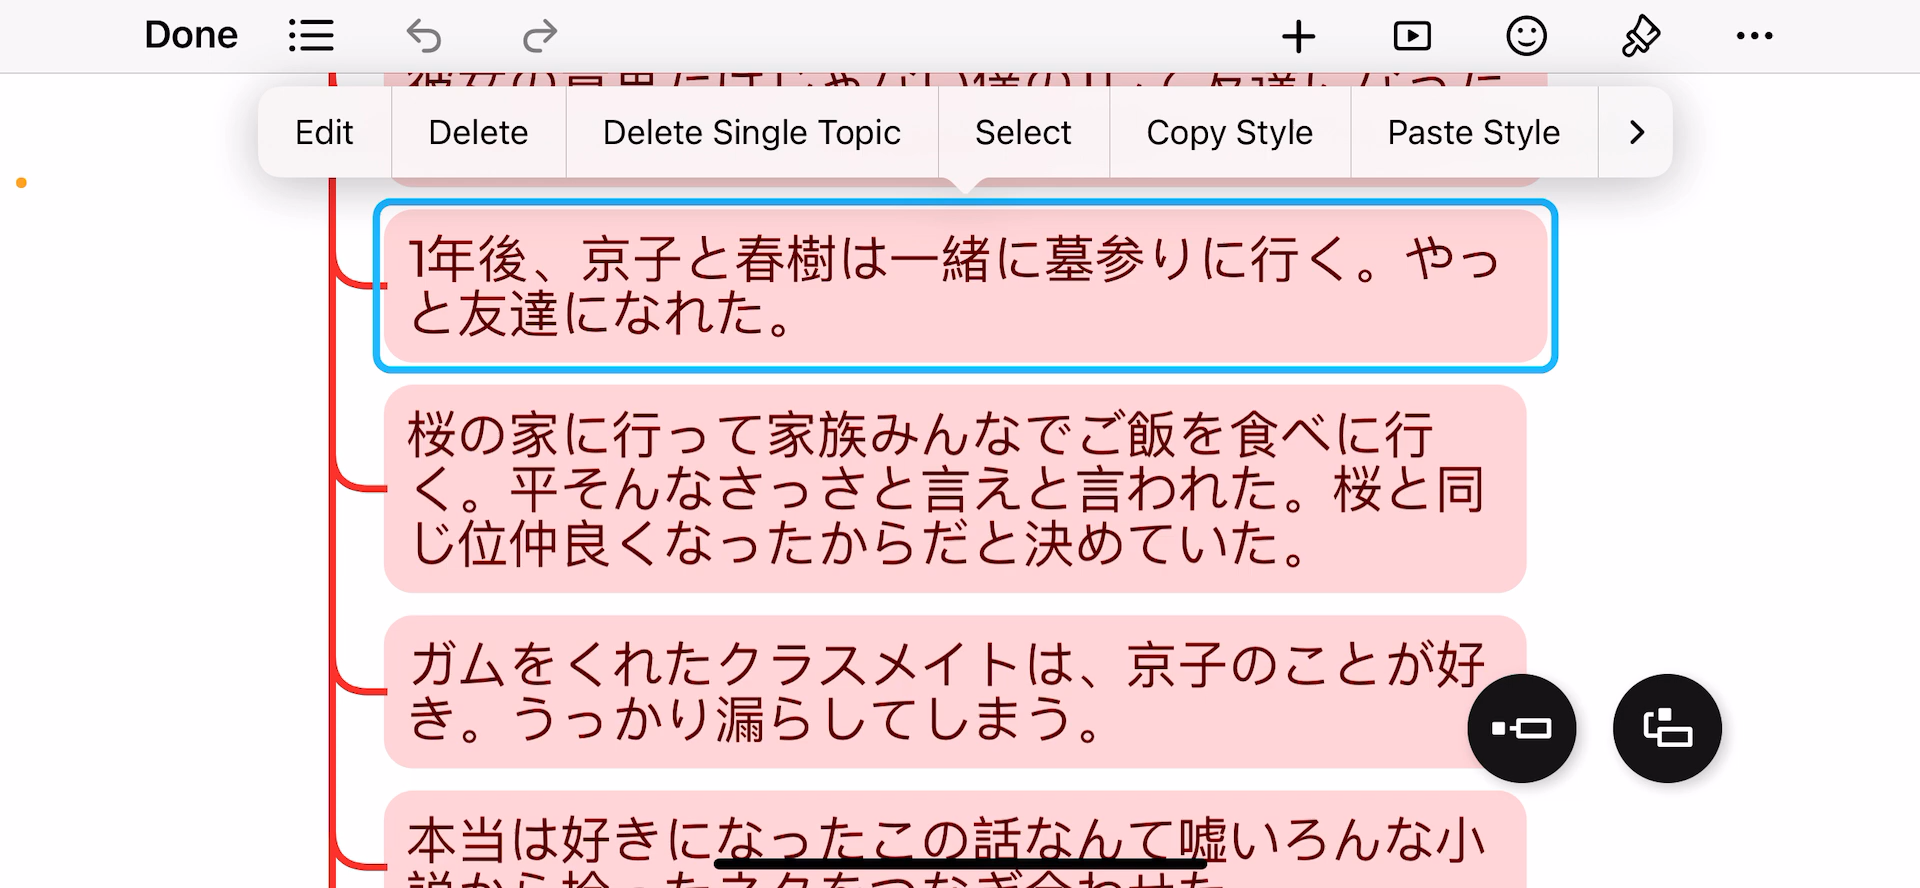 Done
Edit Delete Delete Single Topic Select Copy Style Paste Style
1年後、京子と春樹は一緒に墓参りに行く。やっ
と友達になれた。
桜の家に行って家族みんなでご飯を食べに行
く。平そんなさっさと言えと言われた。桜と同
じ位仲良くなったからだと決めていた。
ガムをくれたクラスメイトは、京子のことが好
き。うっかり漏らしてしまう。
本当は好きになったこの話なんて嘘いろんな小